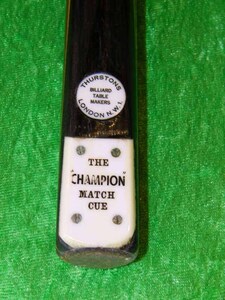 THURSTONS
BILLIARD
TABLE
MAKERS
LONDON N.W.1.
THE
"CHAMPION"
MATCH
CUE